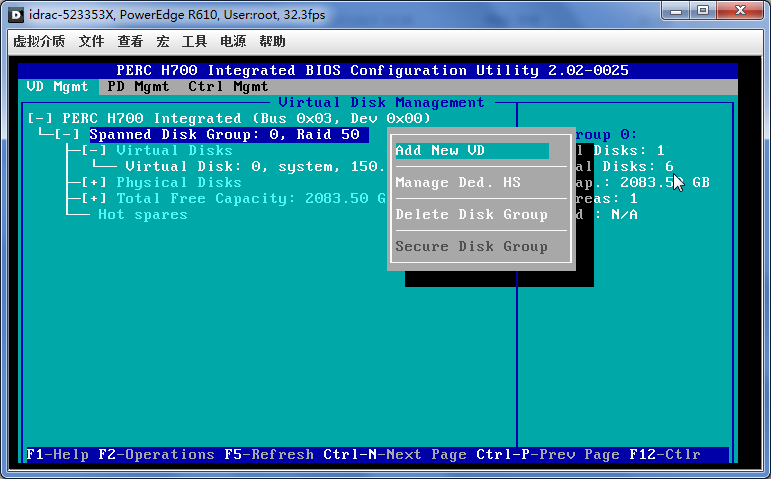 idrac-523353X, PowerEdge R610, User:root, 32.3fps
虚拟介质 文件 查看 宏 工具 电源 帮助
PERC H700 Integrated BIOS Configuration Utility 2.02-0025
VD Mgmt PD Mgmt Ctrl Mgmt
Virtual Disk Management
[-] PERC H700 Integrated (Bus 0x03, Dev 0x00)
[-] Spanned Disk Group: 0, Raid 50
[-] Virtual Disks
Virtual Disk: 0, system, 150.
[+] Physical Disks
[+] Total Free Capacity: 2083.50 G
Hot spares
Add New VD
Manage Ded. HS
Delete Disk Group
Secure Disk Group
roup 0:
l Disks: 1
al Disks: 6
ap.: 2083.5 GB
reas: 1
d : N/A
F1-Help F2-Operations F5-Refresh Ctrl-N-Next Page Ctrl-P-Prev Page F12-Ctlr